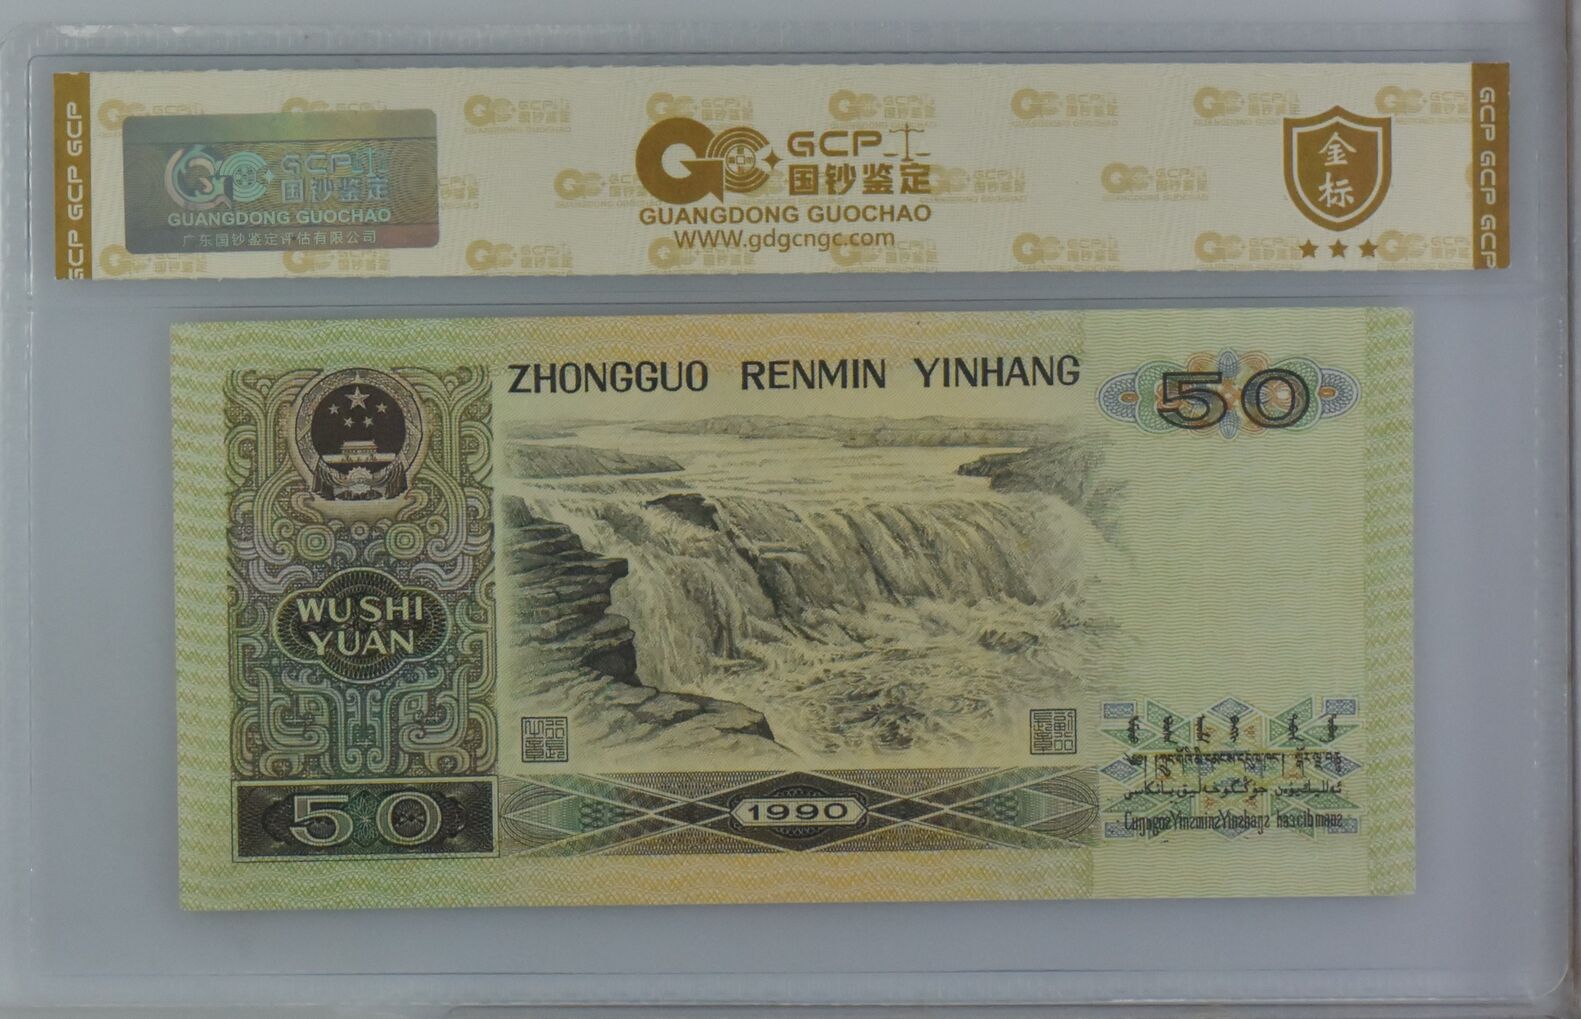 GCP GCP GCP
GCP
国钞鉴定
GUANGDONG GUOCHAO
广东国钞鉴定评估有限公司
GCP
国钞鉴定
GUANGDONG GUOCHAO
WWW.gdgcngc.com
金
标
GCP GCP GCP
ZHONGGUO RENMIN YINHANG
50
WU SHI
YUAN
50
1990